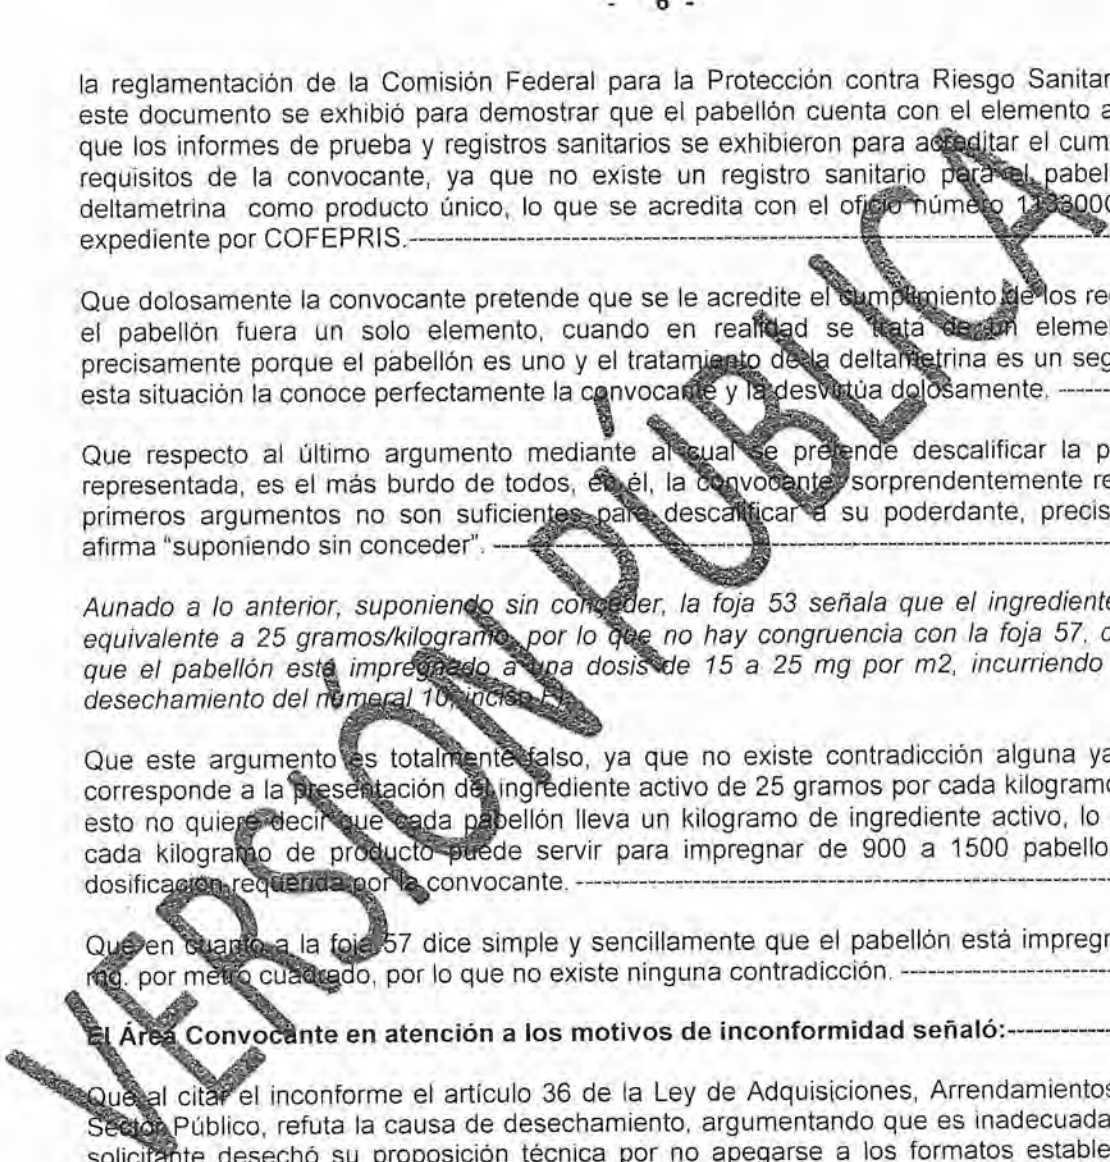 - 6 -
la reglamentación de la Comisión Federal para la Protección contra Riesgo Sanitar
este documento se exhibió para demostrar que el pabellón cuenta con el elemento a
que los informes de prueba y registros sanitarios se exhibieron para acreditar el cum
requisitos de la convocante, ya que no existe un registro sanitario para el pabel
deltametrina como producto único, lo que se acredita con el oficio número 1133000
expediente por COFEPRIS.-----------------------------------------------
Que dolosamente la convocante pretende que se le acredite el cumplimiento de los re
el pabellón fuera un solo elemento, cuando en realidad se trata de un eleme
precisamente porque el pabellón es uno y el tratamiento de la deltametrina es un seg
esta situación la conoce perfectamente la convocante y la desvirtúa dolosamente. -------
Que respecto al último argumento mediante al cual se pretende descalificar la p
representada, es el más burdo de todos, en él, la convocante sorprendentemente re
primeros argumentos no son suficientes para descalificar a su poderdante, precis
afirma “suponiendo sin conceder”. -----------------------------------------------
Aunado a lo anterior, suponiendo sin conceder, la foja 53 señala que el ingrediente
equivalente a 25 gramos/kilogramo, por lo que no hay congruencia con la foja 57, d
que el pabellón está impregnado a una dosis de 15 a 25 mg por m2, incurriendo
desechamiento del numeral 10, inciso F).
Que este argumento es totalmente falso, ya que no existe contradicción alguna ya
corresponde a la presentación del ingrediente activo de 25 gramos por cada kilogramo
esto no quiere decir que cada pabellón lleva un kilogramo de ingrediente activo, lo
cada kilogramo de producto puede servir para impregnar de 900 a 1500 pabello
dosificación requerida por la convocante. -----------------------------------------------
Que en cuanto a la foja 57 dice simple y sencillamente que el pabellón está impregn
mg. por metro cuadrado, por lo que no existe ninguna contradicción. -----------------------
El Área Convocante en atención a los motivos de inconformidad señaló:------------
Que al citar el inconforme el artículo 36 de la Ley de Adquisiciones, Arrendamientos
Sector Público, refuta la causa de desechamiento, argumentando que es inadecuada
solicitante desechó su proposición técnica por no apegarse a los formatos estable
VERSIÓN PÚBLICA